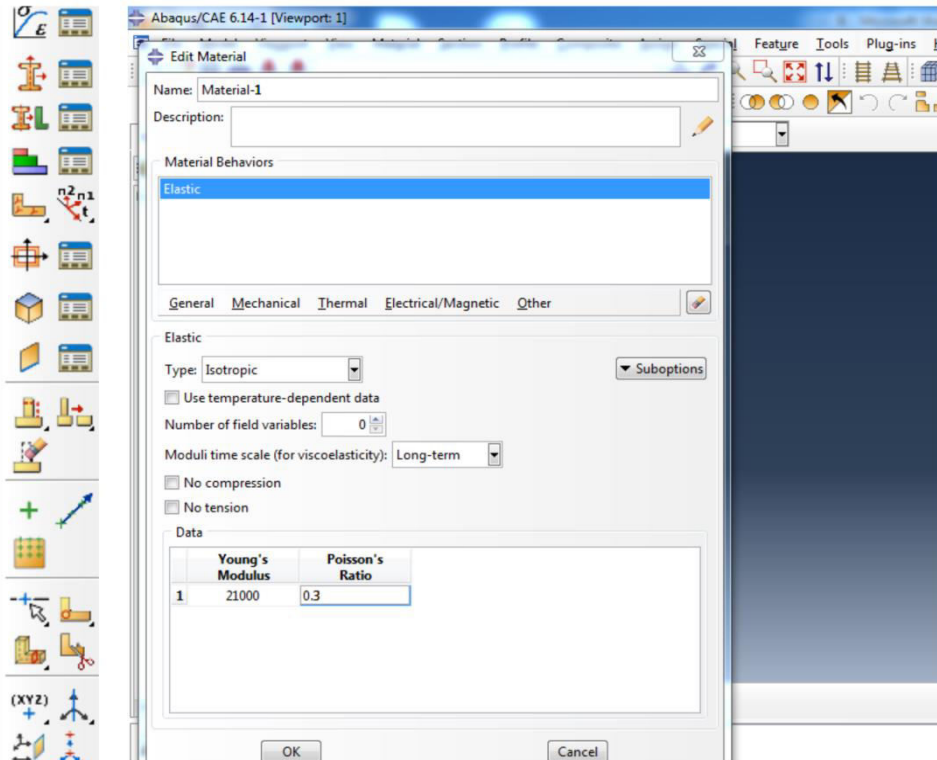 σ
ε
Abaqus/CAE 6.14-1 [Viewport: 1]
Feature Tools Plug-ins
Edit Material
Name: Material-1
Description:
L
n2 n1
t
Material Behaviors
Elastic
General Mechanical Thermal Electrical/Magnetic Other
Elastic
Type: Isotropic
Suboptions
Use temperature-dependent data
Number of field variables: 0
Moduli time scale (for viscoelasticity): Long-term
No compression
No tension
Data
Young's Modulus Poisson's Ratio
1 21000 0.3
(XYZ)
OK Cancel